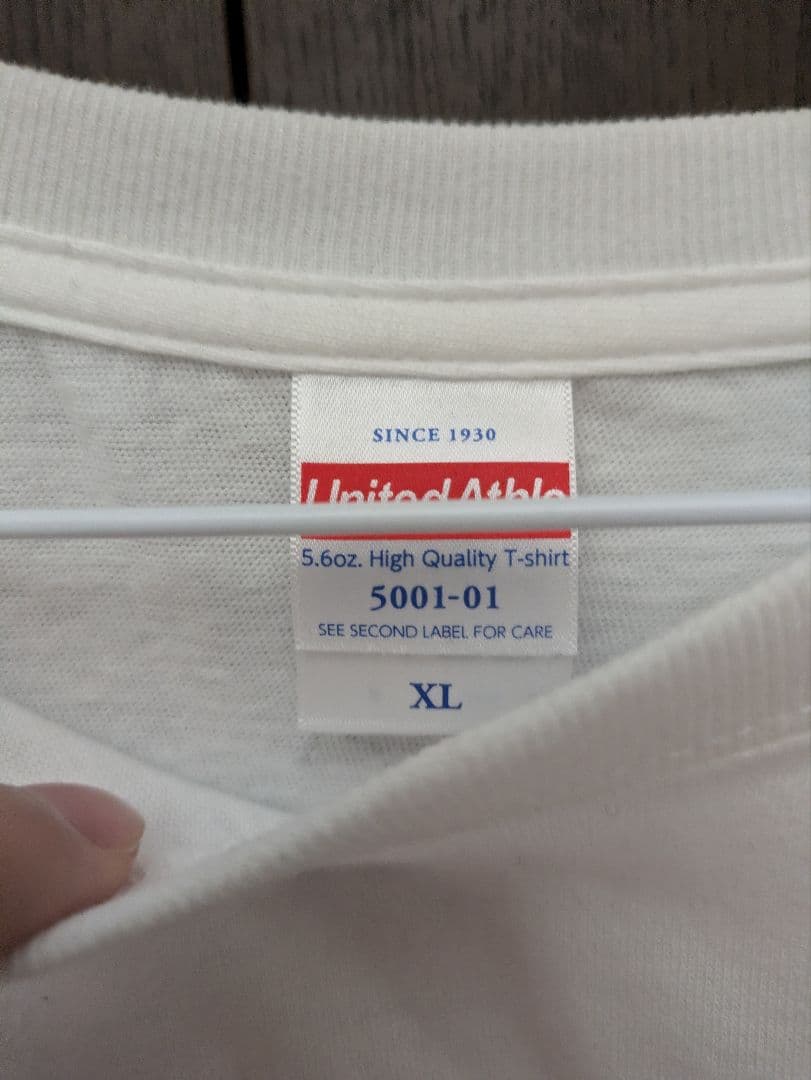 SINCE 1930
United Athle
5.6oz. High Quality T-shirt
5001-01
SEE SECOND LABEL FOR CARE
XL